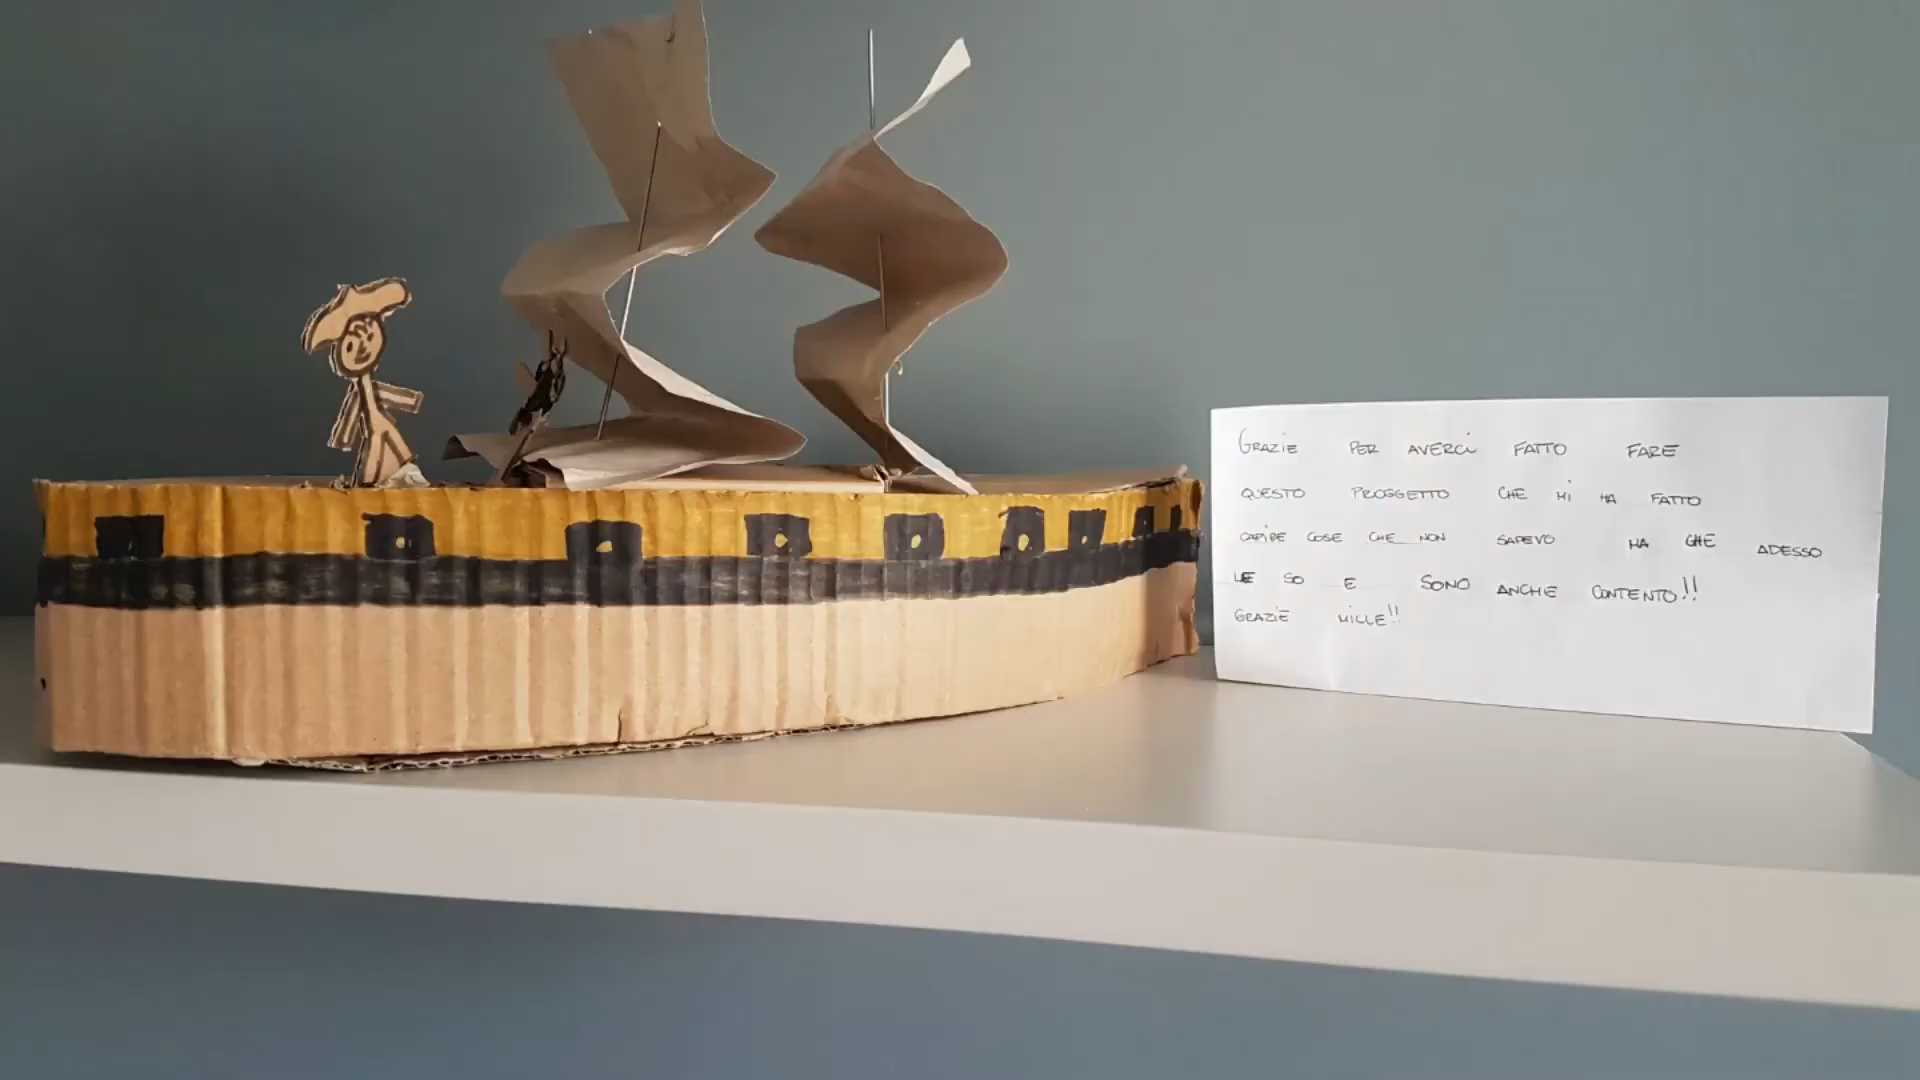 GRAZIE PER AVERCI FATTO FARE
QUESTO PROGGETTO CHE MI HA FATTO
CAPIRE COSE CHE NON SAPEVO MA CHE ADESSO
LE SO E SONO ANCHE CONTENTO!!
GRAZIE MILLE!!